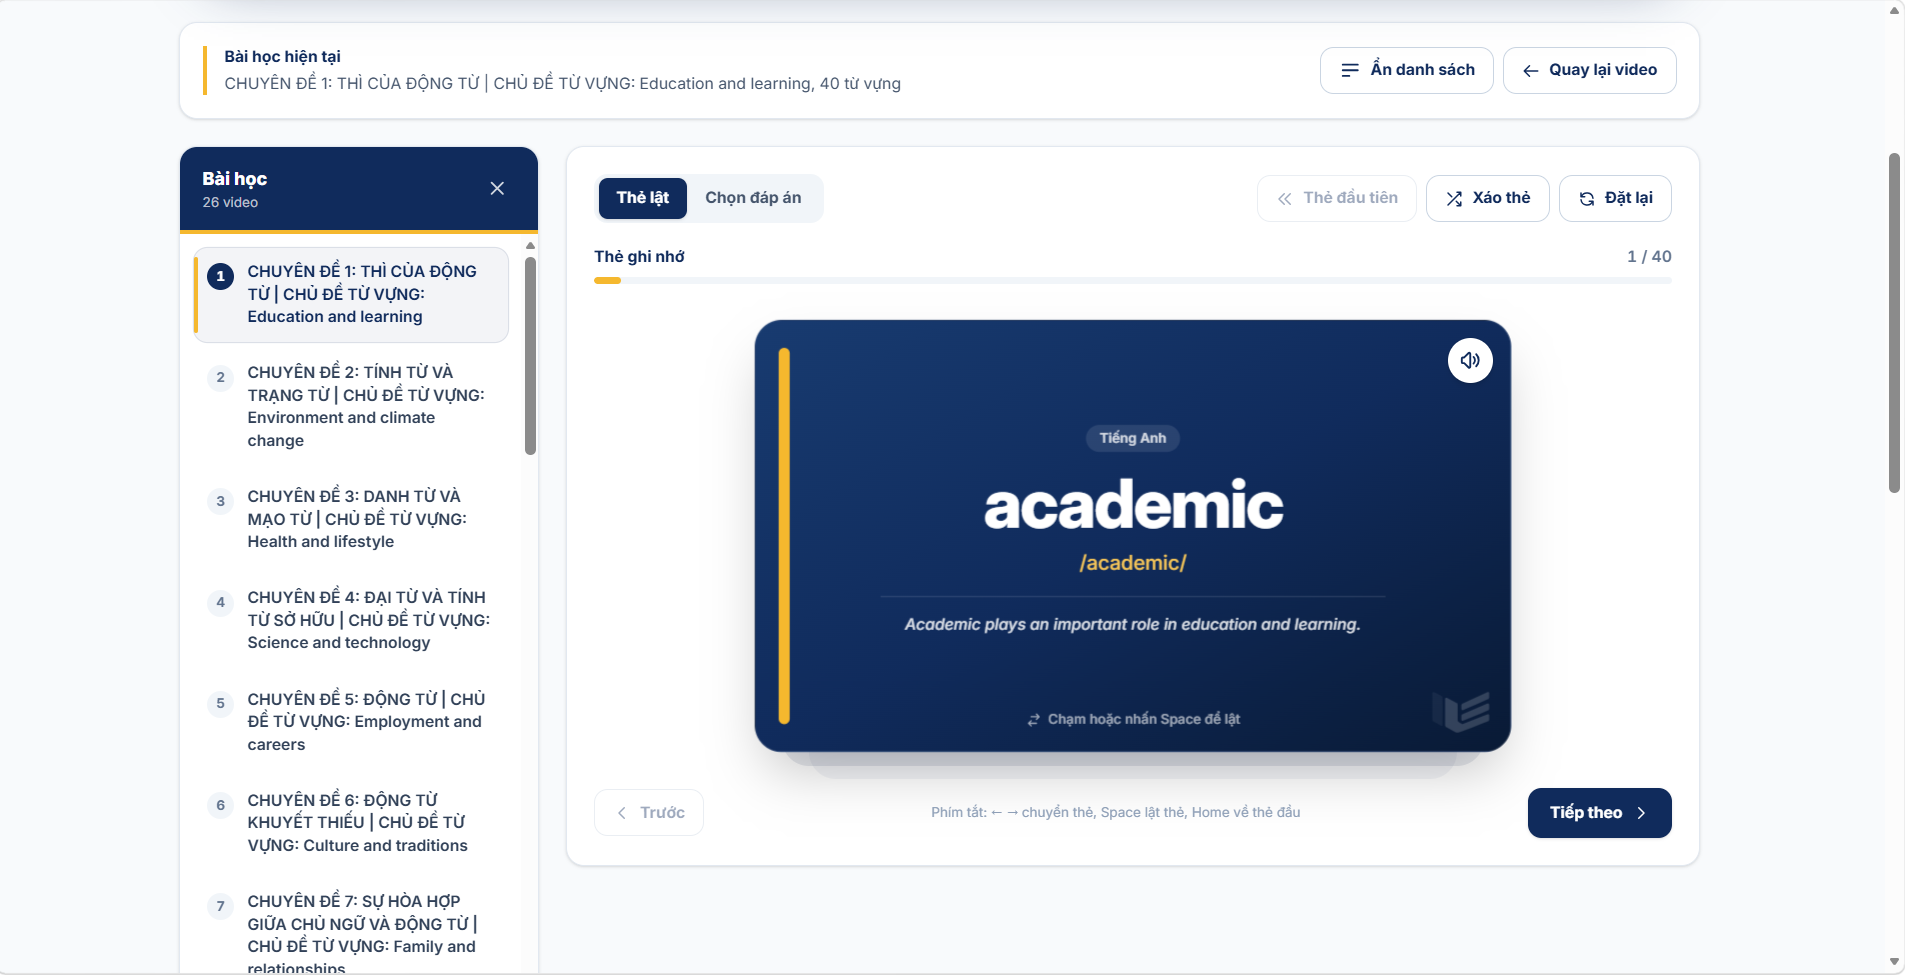 Bài học hiện tại
CHUYÊN ĐỀ 1: THÌ CỦA ĐỘNG TỪ | CHỦ ĐỀ TỪ VỰNG: Education and learning, 40 từ vựng
Ẩn danh sách
Quay lại video
Bài học
26 video
1
CHUYÊN ĐỀ 1: THÌ CỦA ĐỘNG
TỪ | CHỦ ĐỀ TỪ VỰNG:
Education and learning
2
CHUYÊN ĐỀ 2: TÍNH TỪ VÀ
TRẠNG TỪ | CHỦ ĐỀ TỪ VỰNG:
Environment and climate
change
3
CHUYÊN ĐỀ 3: DANH TỪ VÀ
MẠO TỪ | CHỦ ĐỀ TỪ VỰNG:
Health and lifestyle
4
CHUYÊN ĐỀ 4: ĐẠI TỪ VÀ TÍNH
TỪ SỞ HỮU | CHỦ ĐỀ TỪ VỰNG:
Science and technology
5
CHUYÊN ĐỀ 5: ĐỘNG TỪ | CHỦ
ĐỀ TỪ VỰNG: Employment and
careers
6
CHUYÊN ĐỀ 6: ĐỘNG TỪ
KHUYẾT THIẾU | CHỦ ĐỀ TỪ
VỰNG: Culture and traditions
7
CHUYÊN ĐỀ 7: SỰ HÒA HỢP
GIỮA CHỦ NGỮ VÀ ĐỘNG TỪ |
CHỦ ĐỀ TỪ VỰNG: Family and
relationships
Thẻ lật
Chọn đáp án
Thẻ đầu tiên
Xáo thẻ
Đặt lại
Thẻ ghi nhớ
1 / 40
Tiếng Anh
academic
/academic/
Academic plays an important role in education and learning.
Chạm hoặc nhấn Space để lật
Trước
Phím tắt: ← → chuyển thẻ, Space lật thẻ, Home về thẻ đầu
Tiếp theo